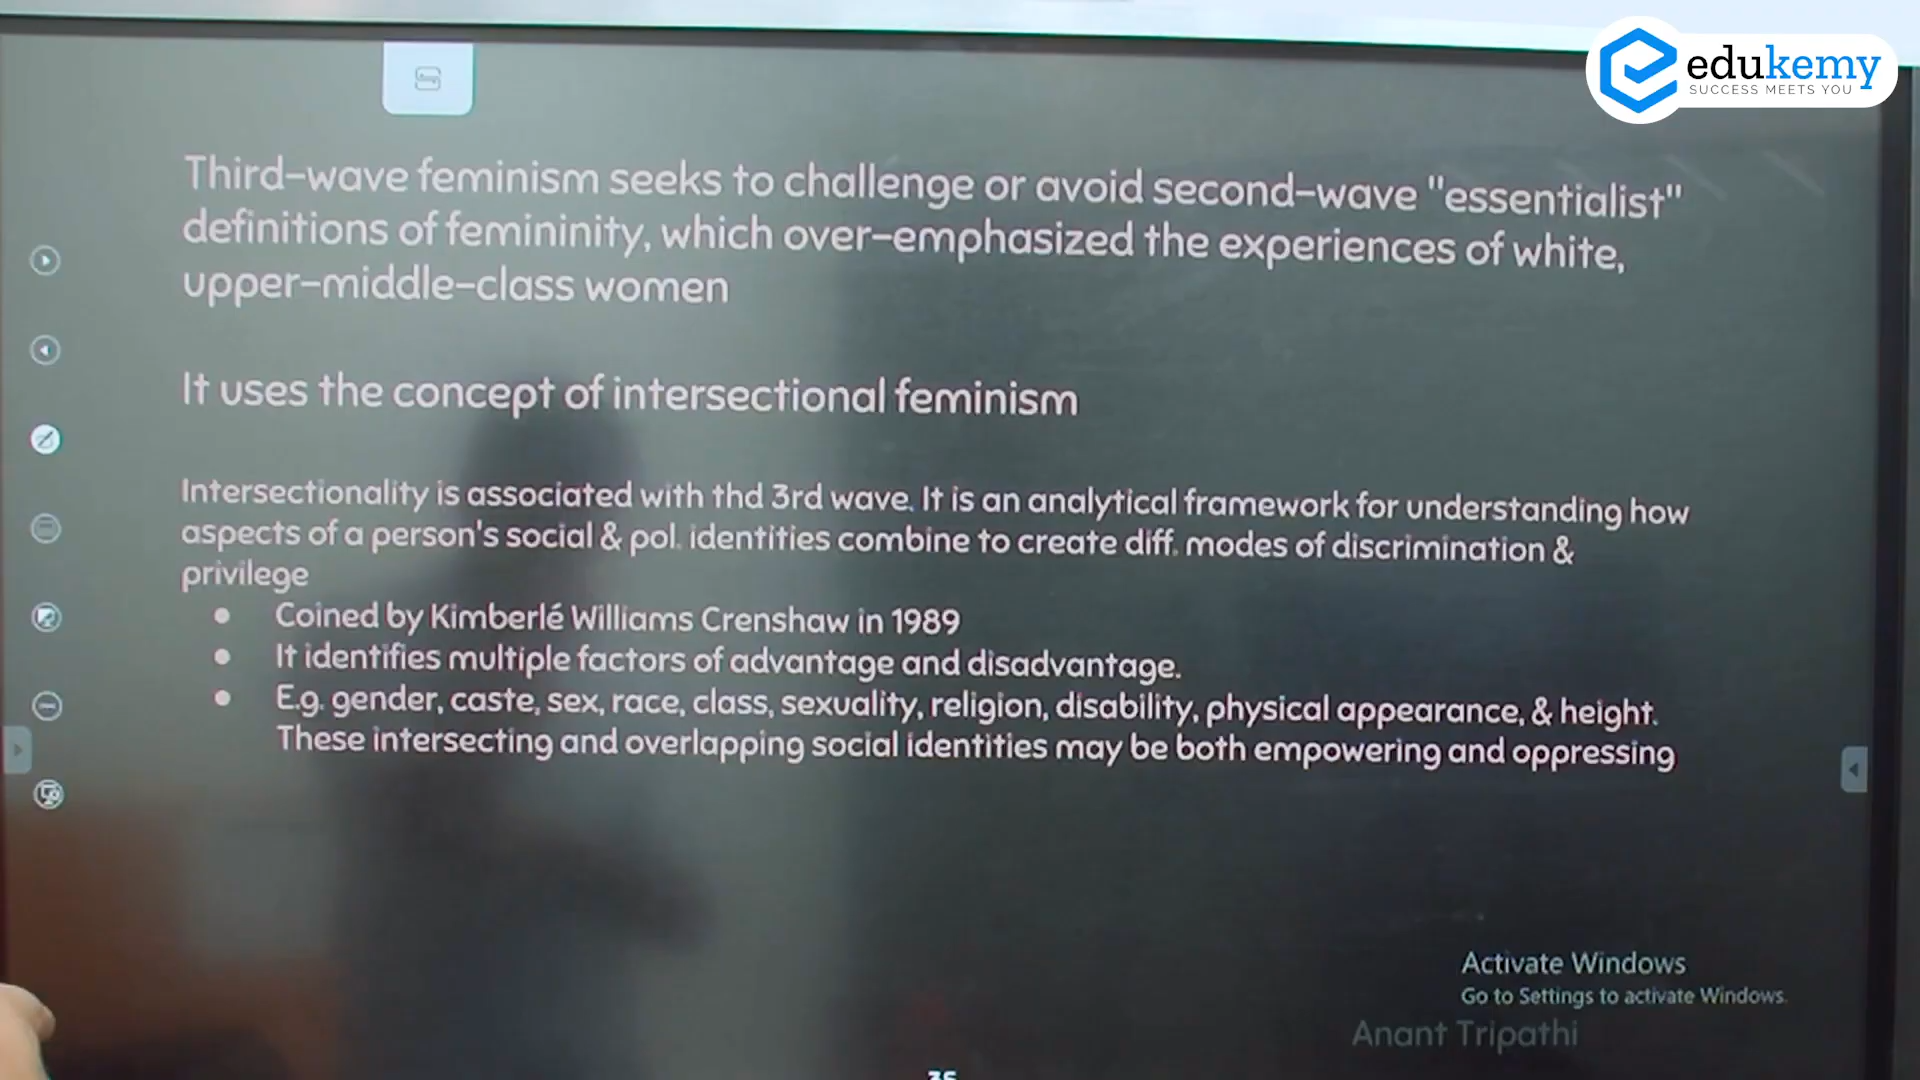 edukemy
SUCCESS MEETS YOU
Third-wave feminism seeks to challenge or avoid second-wave "essentialist"
definitions of femininity, which over-emphasized the experiences of white,
upper-middle-class women
It uses the concept of intersectional feminism
Intersectionality is associated with thd 3rd wave. It is an analytical framework for understanding how
aspects of a person's social & pol. identities combine to create diff. modes of discrimination &
privilege
• Coined by Kimberlé Williams Crenshaw in 1989
• It identifies multiple factors of advantage and disadvantage.
• E.g. gender, caste, sex, race, class, sexuality, religion, disability, physical appearance, & height.
These intersecting and overlapping social identities may be both empowering and oppressing
Activate Windows
Go to Settings to activate Windows.
Anant Tripathi